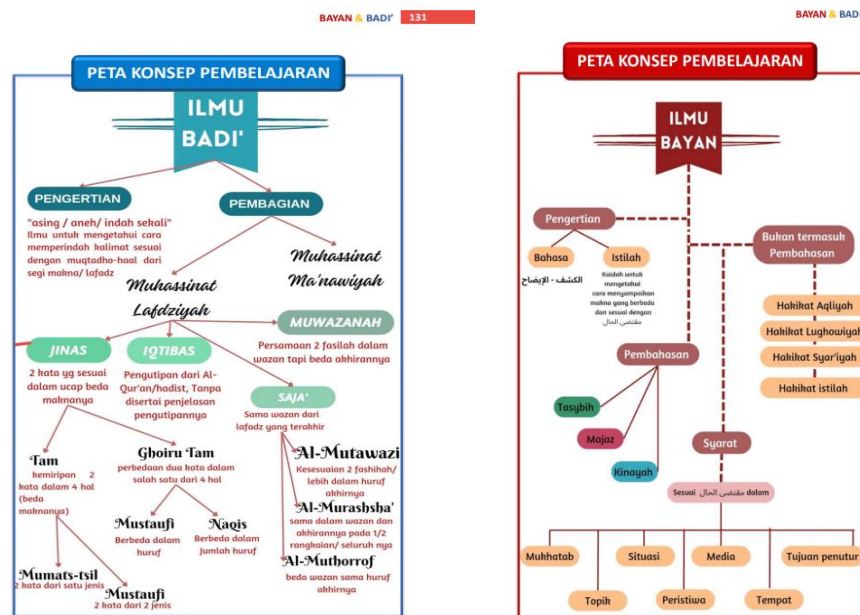 BAYAN & BADI' 131
PETA KONSEP PEMBELAJARAN
ILMU
BADI'
PENGERTIAN
"asing / aneh/ indah sekali"
Ilmu untuk mengetahui cara
memperindah kalimat sesuai
dengan muqtadho-haal dari
segi makna/ lafadz
PEMBAGIAN
Muhassinat
Ma'nawiyah
Muhassinat
Lafdziyah
JINAS
2 kata yg sesuai
dalam ucap beda
maknanya
IQTIBAS
Pengutipan dari Al-
Qur'an/hadist, Tanpa
disertai penjelasan
pengutipannya
MUWAZANAH
Persamaan 2 fasilah dalam
wazan tapi beda akhirannya
SAJA'
Sama wazan dari
lafadz yang terakhir
Tam
kemiripan 2
kata dalam 4 hal
(beda
maknanya)
Ghoiru Tam
perbedaan dua kata dalam
salah satu dari 4 hal
Mumats-tsil
2 kata dari satu jenis
Mustaufi
2 kata dari 2 jenis
Mustaufi
Berbeda dalam
huruf
Naqis
Berbeda dalam
jumlah huruf
Al-Mutawazi
Kesesuaian 2 fashihah/
lebih dalam huruf
akhirnya
Al-Murashsha'
sama dalam wazan dan
akhirannya pada 1/2
rangkaian/ seluruh nya
Al-Muthorrof
beda wazan sama huruf
akhirnya
BAYAN & BADI
PETA KONSEP PEMBELAJARAN
ILMU
BAYAN
Pengertian
Bahasa
الكشف - الإيضاح
Istilah
Kaidah untuk
mengetahui
cara menyampaikan
makna yang berbeda
dan sesuai dengan
مقتضى الحال
Bukan termasuk
Pembahasan
Hakikat Aqliyah
Hakikat Lughowiyah
Hakikat Syar'iyah
Hakikat istilah
Pembahasan
Tasybih
Majaz
Kinayah
Syarat
Sesuai مقتضى الحال dalam
Mukhatab
Topik
Situasi
Peristiwa
Media
Tempat
Tujuan penutur